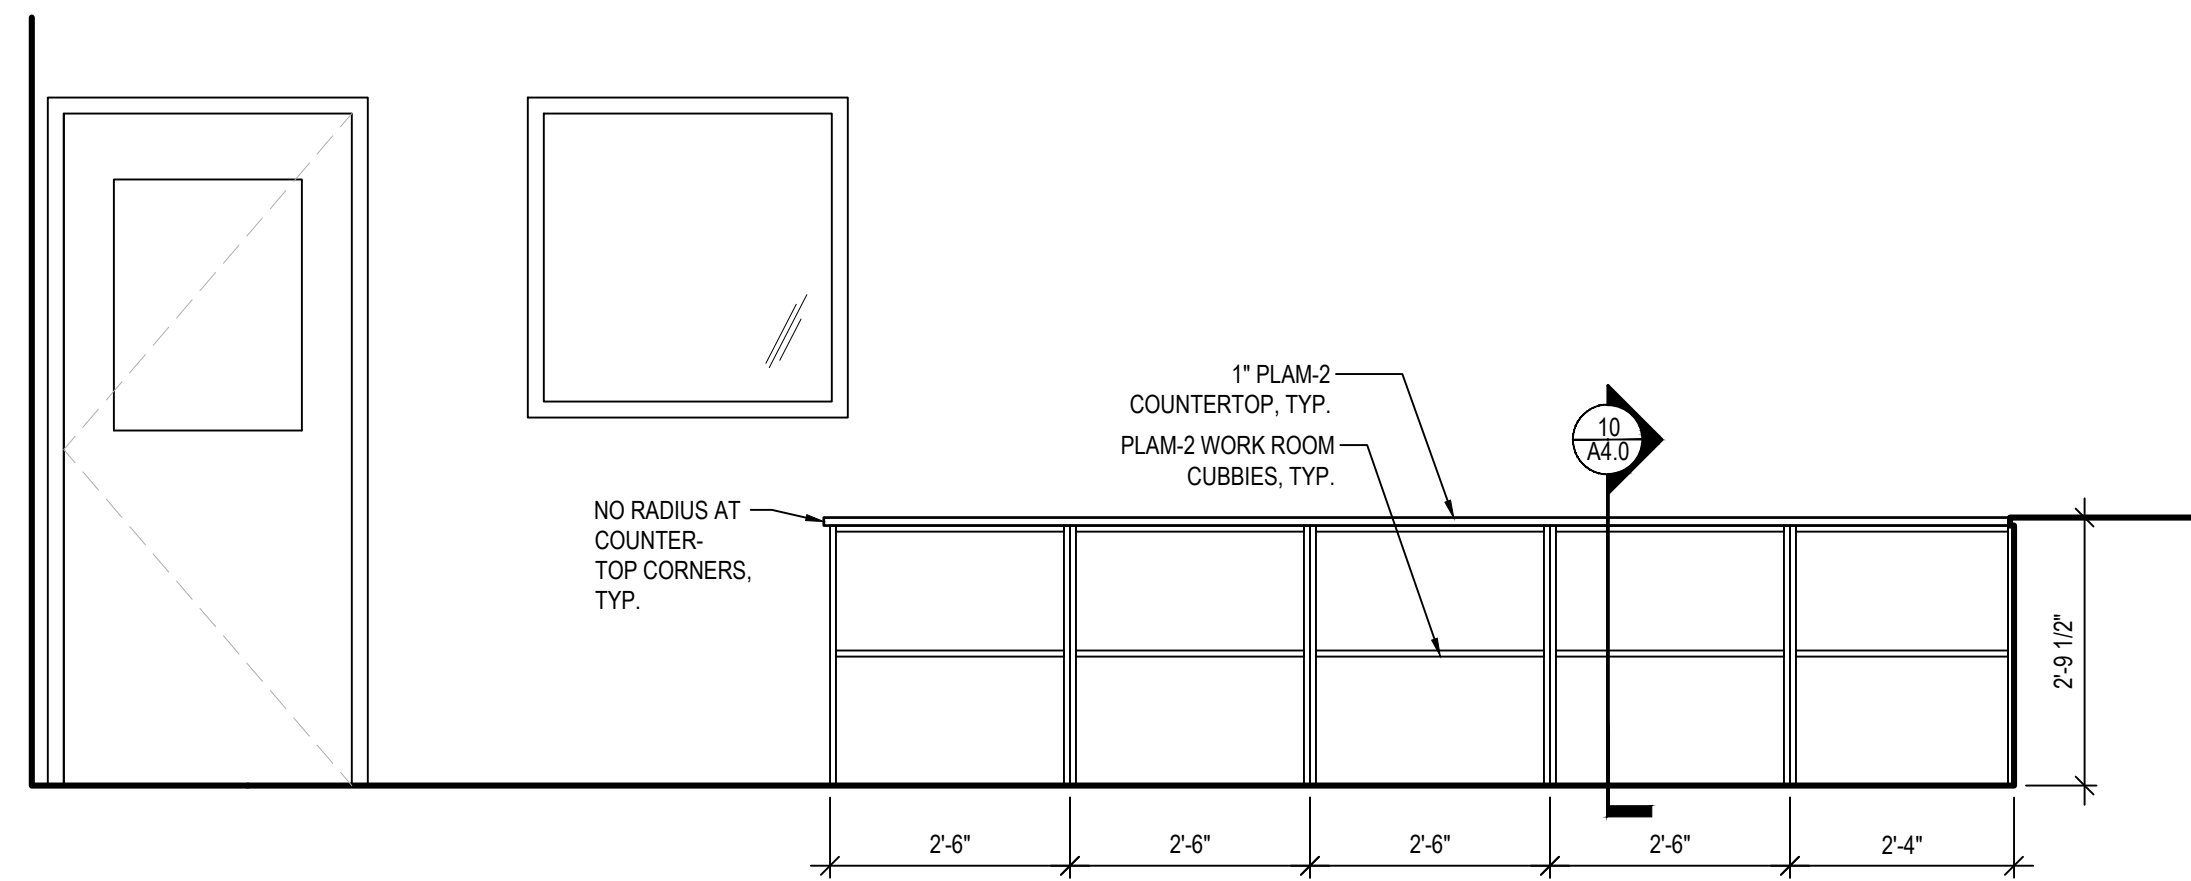 1" PLAM-2
COUNTERTOP, TYP.
PLAM-2 WORK ROOM
CUBBIES, TYP.
10
A4.0
NO RADIUS AT
COUNTER-
TOP CORNERS,
TYP.
2'-9 1/2"
2'-6"
2'-6"
2'-6"
2'-6"
2'-4"